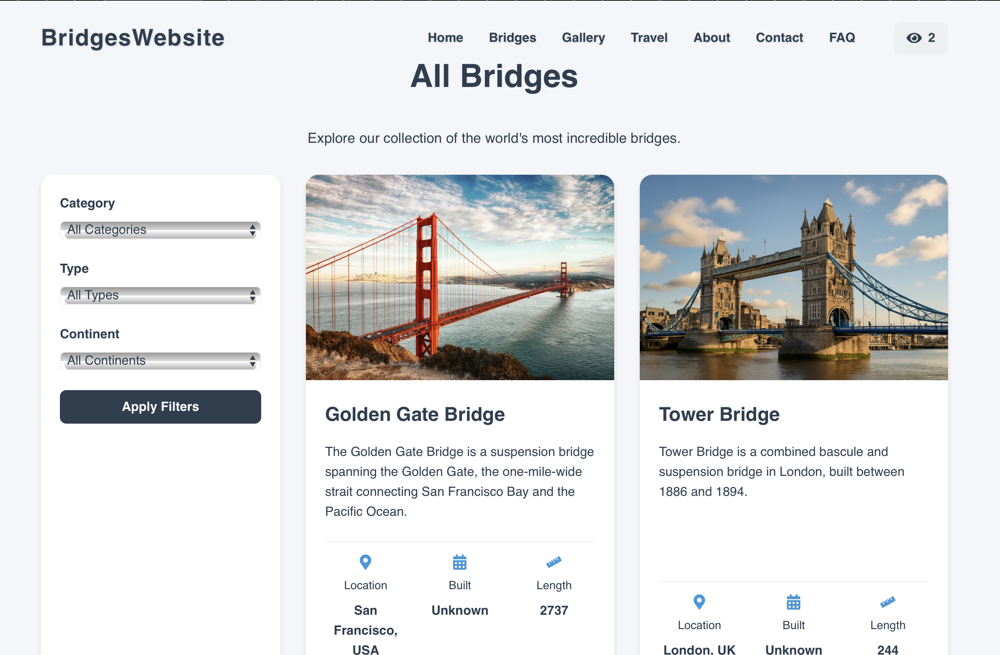 BridgesWebsite
Home Bridges Gallery Travel About Contact FAQ 2
All Bridges
Explore our collection of the world's most incredible bridges.
Category
All Categories
Type
All Types
Continent
All Continents
Apply Filters
Golden Gate Bridge
The Golden Gate Bridge is a suspension bridge
spanning the Golden Gate, the one-mile-wide
strait connecting San Francisco Bay and the
Pacific Ocean.
Location Built Length
San Unknown 2737
Francisco,
USA
Tower Bridge
Tower Bridge is a combined bascule and
suspension bridge in London, built between
1886 and 1894.
Location Built Length
London, UK Unknown 244